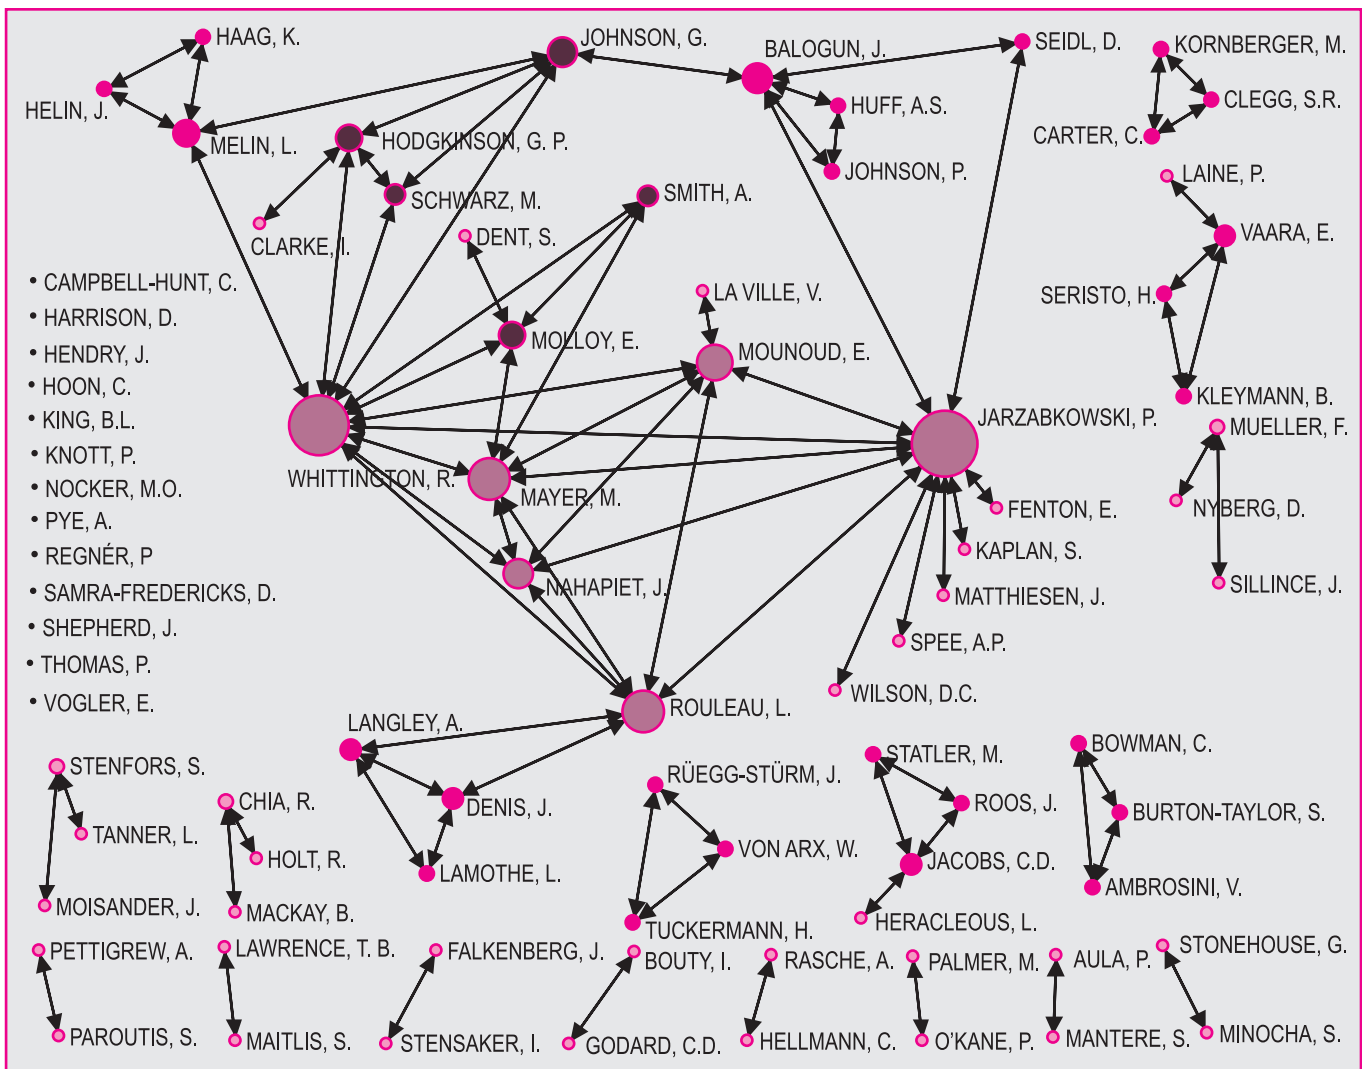 HAAG, K.
JOHNSON, G.
BALOGUN, J.
SEIDL, D.
KORNBERGER, M.
HELIN, J.
MELIN, L.
HODGKINSON, G. P.
HUFF, A.S.
CLEGG, S.R.
CARTER, C.
JOHNSON, P.
LAINE, P.
SCHWARZ, M.
SMITH, A.
CLARKE, I.
DENT, S.
VAARA, E.
• CAMPBELL-HUNT, C.
• HARRISON, D.
• HENDRY, J.
• HOON, C.
• KING, B.L.
• KNOTT, P.
• NOCKER, M.O.
• PYE, A.
• REGNÉR, P
• SAMRA-FREDERICKS, D.
• SHEPHERD, J.
• THOMAS, P.
• VOGLER, E.
LA VILLE, V.
SERISTO, H.
MOLLOY, E.
MOUNOUD, E.
KLEYMANN, B.
JARZABKOWSKI, P.
MUELLER, F.
WHITTINGTON, R.
MAYER, M.
FENTON, E.
NYBERG, D.
KAPLAN, S.
NAHAPIET, J.
MATTHIESEN, J.
SILLINCE, J.
SPEE, A.P.
WILSON, D.C.
ROULEAU, L.
LANGLEY, A.
STENFORS, S.
TANNER, L.
MOISANDER, J.
CHIA, R.
HOLT, R.
MACKAY, B.
DENIS, J.
LAMOTHE, L.
RÜEGG-STÜRM, J.
VON ARX, W.
TUCKERMANN, H.
STATLER, M.
ROOS, J.
JACOBS, C.D.
HERACLEOUS, L.
BOWMAN, C.
BURTON-TAYLOR, S.
AMBROSINI, V.
PETTIGREW, A.
LAWRENCE, T. B.
FALKENBERG, J.
BOUTY, I.
RASCHE, A.
PALMER, M.
AULA, P.
STONEHOUSE, G.
PAROUTIS, S.
MAITLIS, S.
STENSAKER, I.
GODARD, C.D.
HELLMANN, C.
O'KANE, P.
MANTERE, S.
MINOCHA, S.